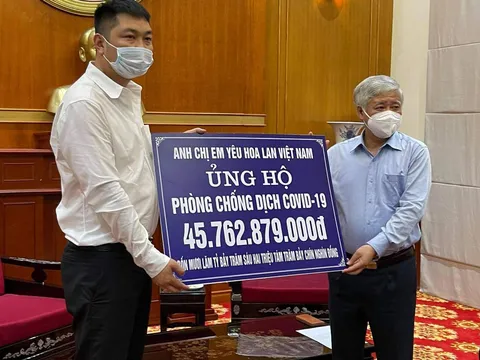 ANH CHỊ EM YÊU HOA LAN VIỆT NAM
ỦNG HỘ
PHÒNG CHỐNG DỊCH COVID-19
45.762.879.000đ
BỐN MƯƠI LĂM TỶ BẢY TRĂM SÁU HAI TRIỆU TÁM TRĂM BẢY CHÍN NGHÌN ĐỒNG